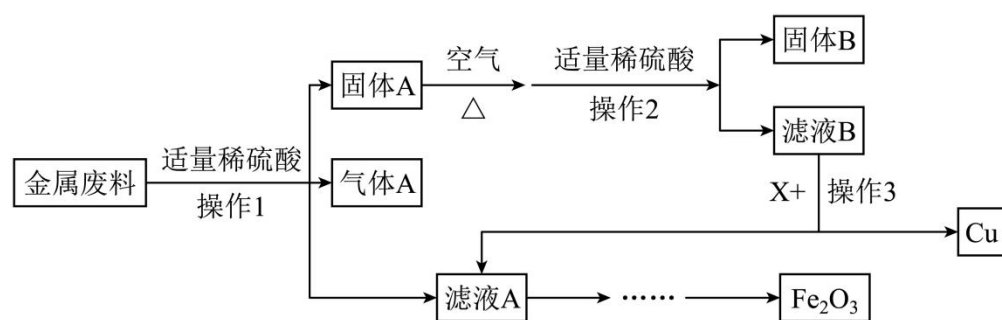 固体B
空气
适量稀硫酸
固体A
△
操作2
适量稀硫酸
滤液B
金属废料
气体A
操作1
X+
操作3
Cu
滤液A
……
Fe₂O₃